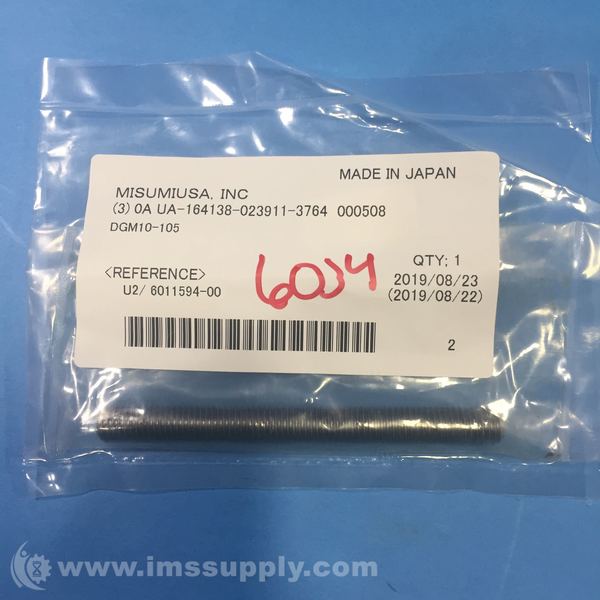 MADE IN JAPAN
MISUMIUSA, INC
(3) 0A UA-164138-023911-3764 000508
DGM10-105
QTY; 1
<REFERENCE>
2019/08/23
U2/ 6011594-00
(2019/08/22)
2
www.imssupply.com